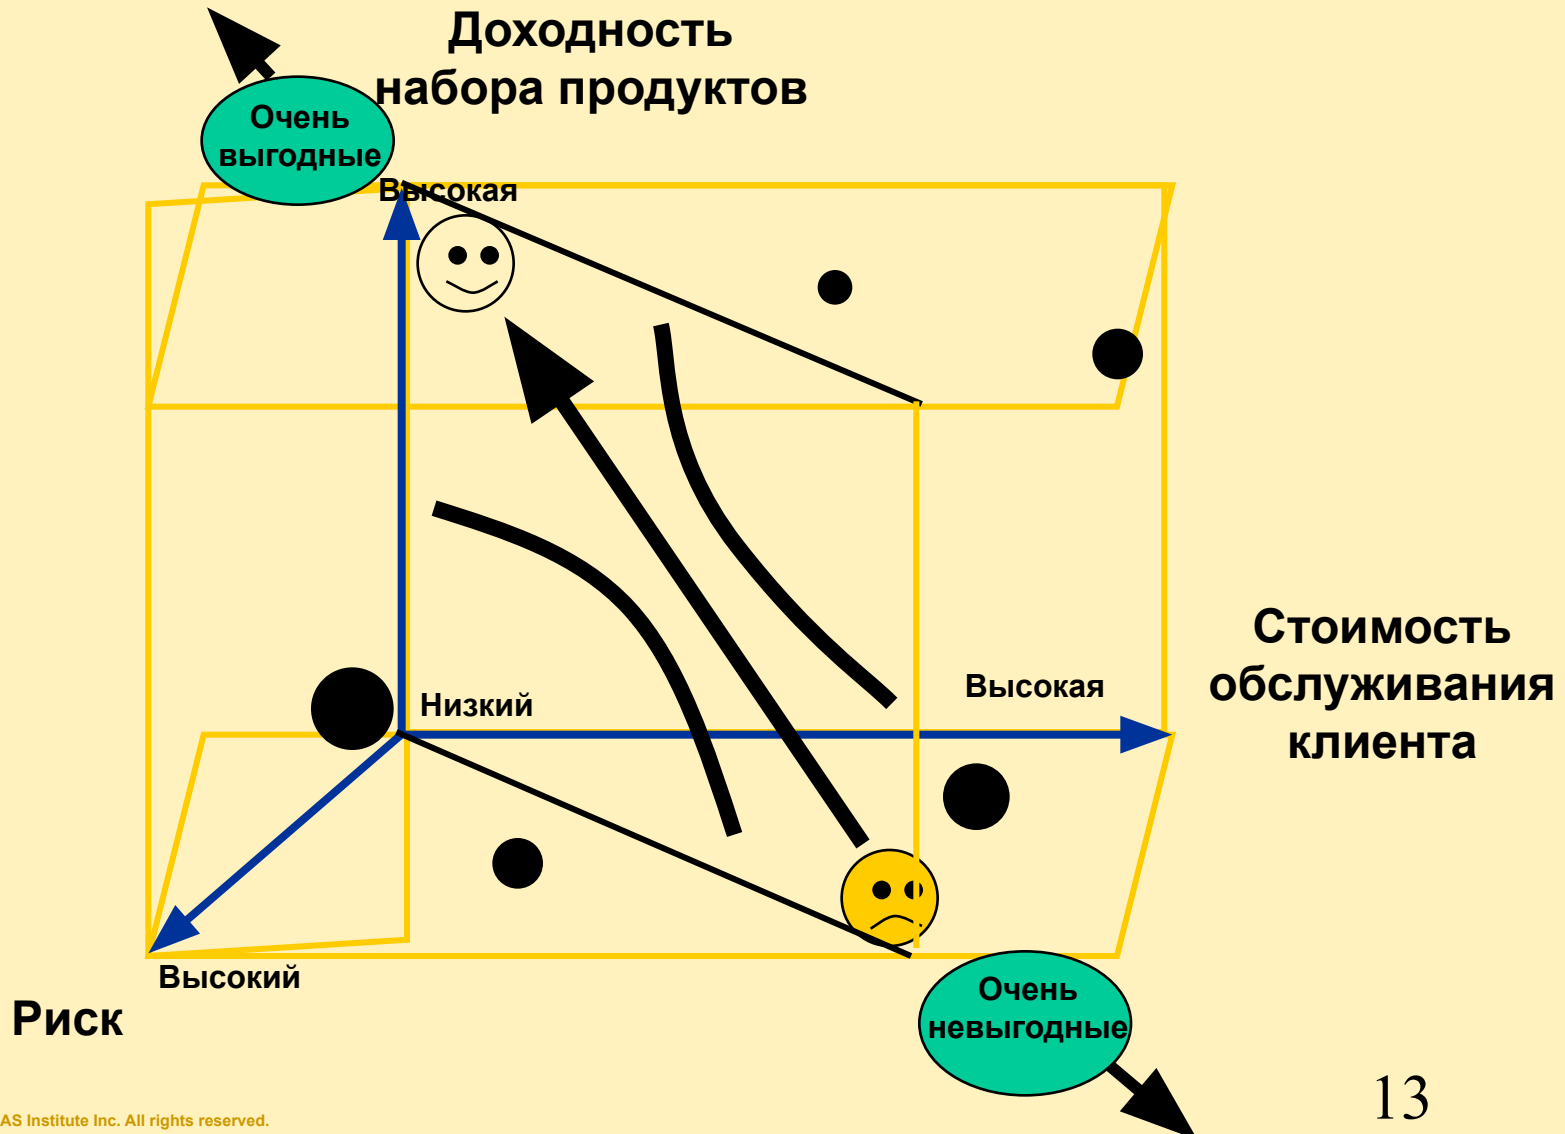 Доходность
набора продуктов
Очень
выгодные
Высокая
Низкий
Высокая
Стоимость
обслуживания
клиента
Высокий
Риск
Очень
невыгодные
13
AS Institute Inc. All rights reserved.